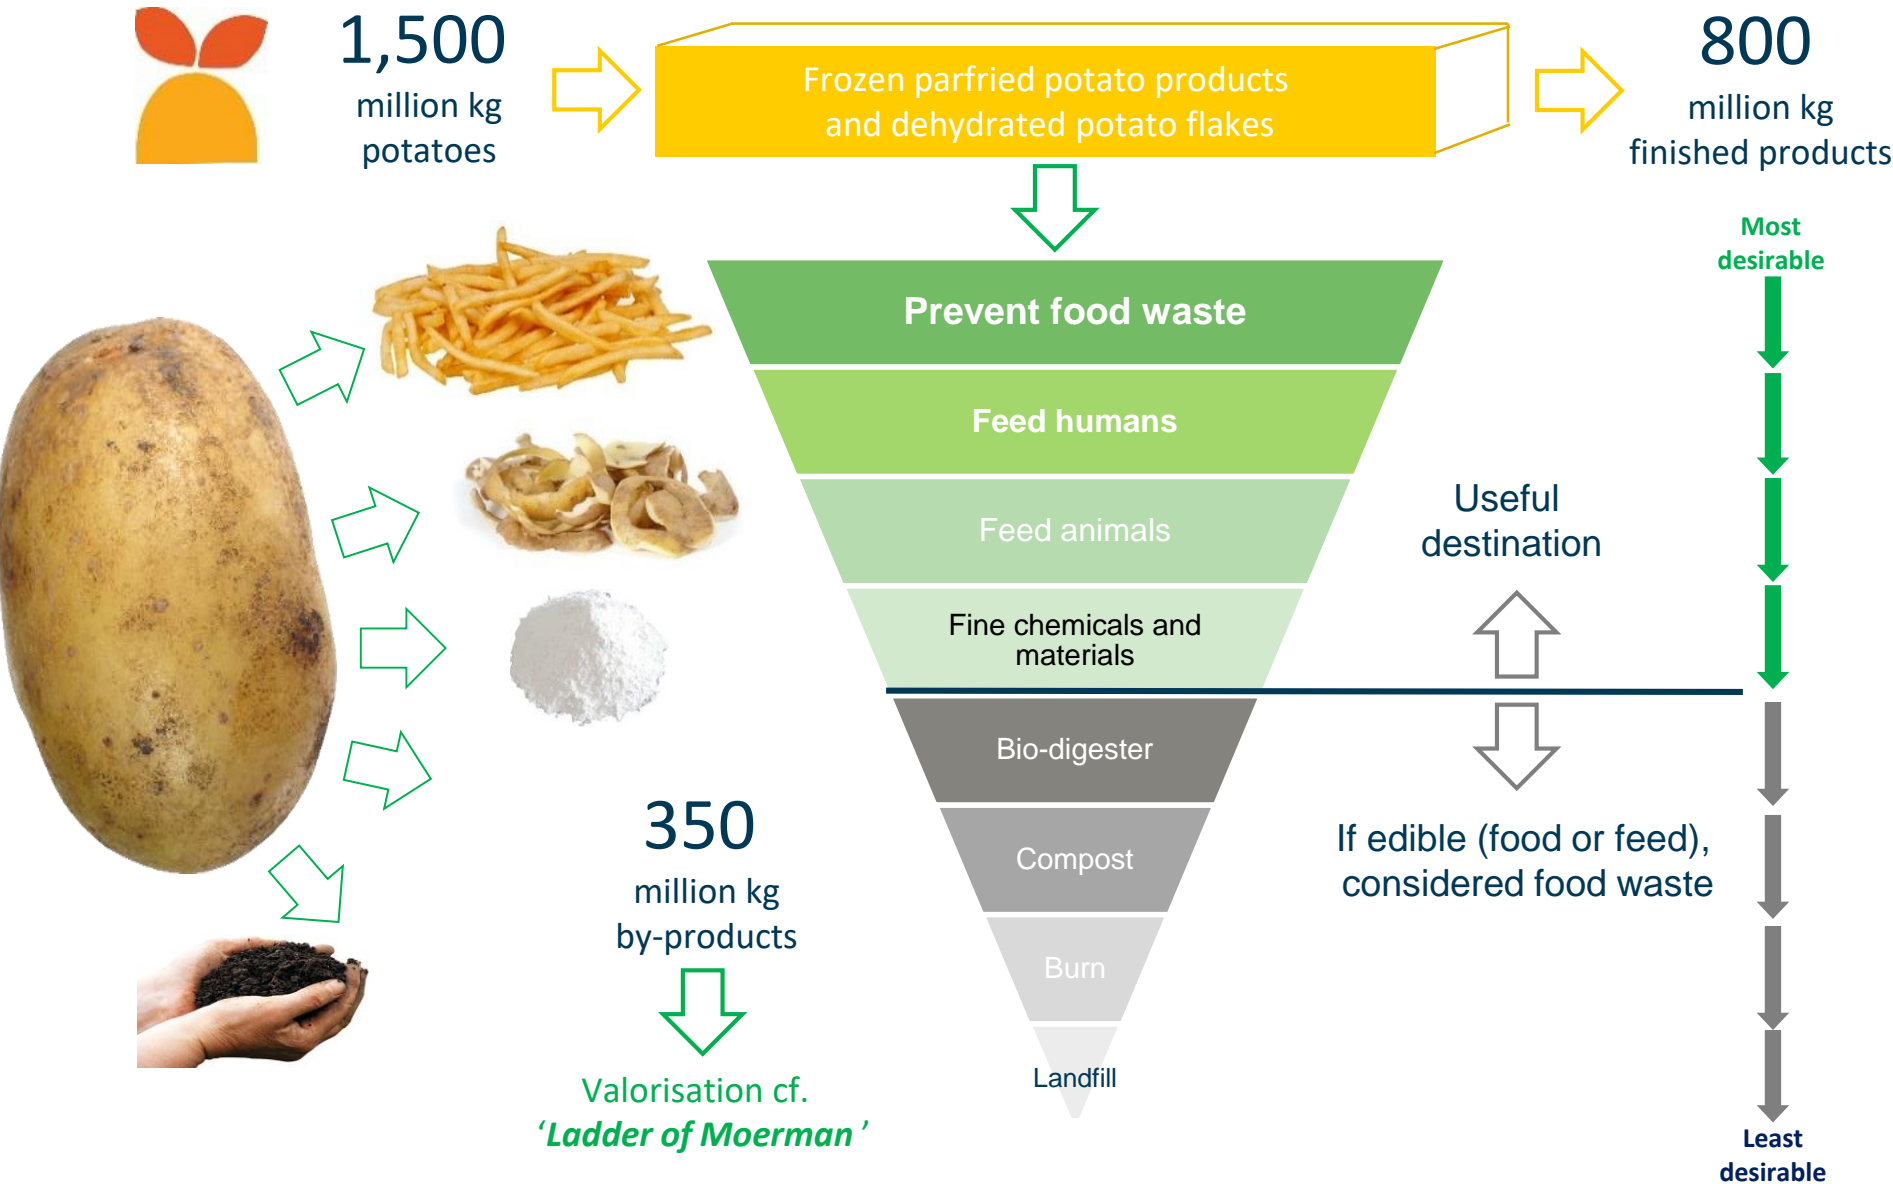 1,500
million kg
potatoes
Frozen parfried potato products
and dehydrated potato flakes
800
million kg
finished products
Most
desirable
Prevent food waste
Feed humans
Feed animals
Fine chemicals and
materials
Useful
destination
Bio-digester
Compost
Burn
Landfill
If edible (food or feed),
considered food waste
350
million kg
by-products
Valorisation cf.
‘Ladder of Moerman ’
Least
desirable